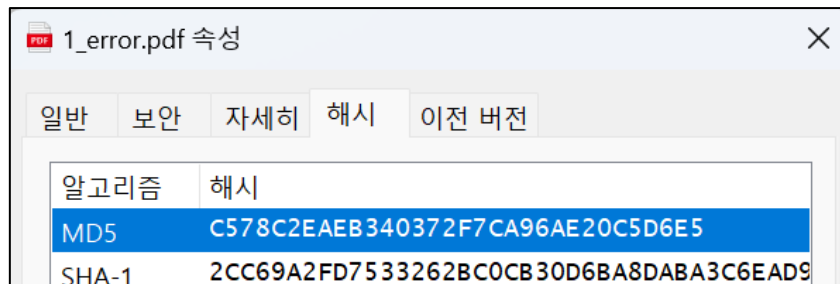 PDF
1_error.pdf 속성
일반 보안 자세히 해시 이전 버전
알고리즘 해시
MD5 C578C2EAEB340372F7CA96AE20C5D6E5
SHA-1 2CC69A2FD7533262BC0CB30D6BA8DABA3C6EAD9